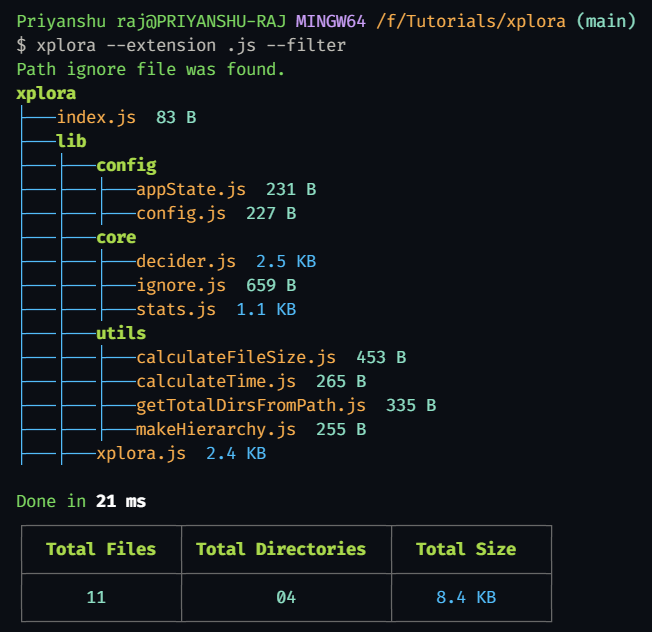 Priyanshu raj@PRIYANSHU-RAJ MINGW64 /f/Tutorials/xplora (main)
$ xplora --extension .js --filter
Path ignore file was found.
xplora
index.js 83 B
lib
config
appState.js 231 B
config.js 227 B
core
decider.js 2.5 KB
ignore.js 659 B
stats.js 1.1 KB
utils
calculateFileSize.js 453 B
calculateTime.js 265 B
getTotalDirsFromPath.js 335 B
makeHierarchy.js 255 B
xplora.js 2.4 KB
Done in 21 ms
Total Files Total Directories Total Size
11 04 8.4 KB